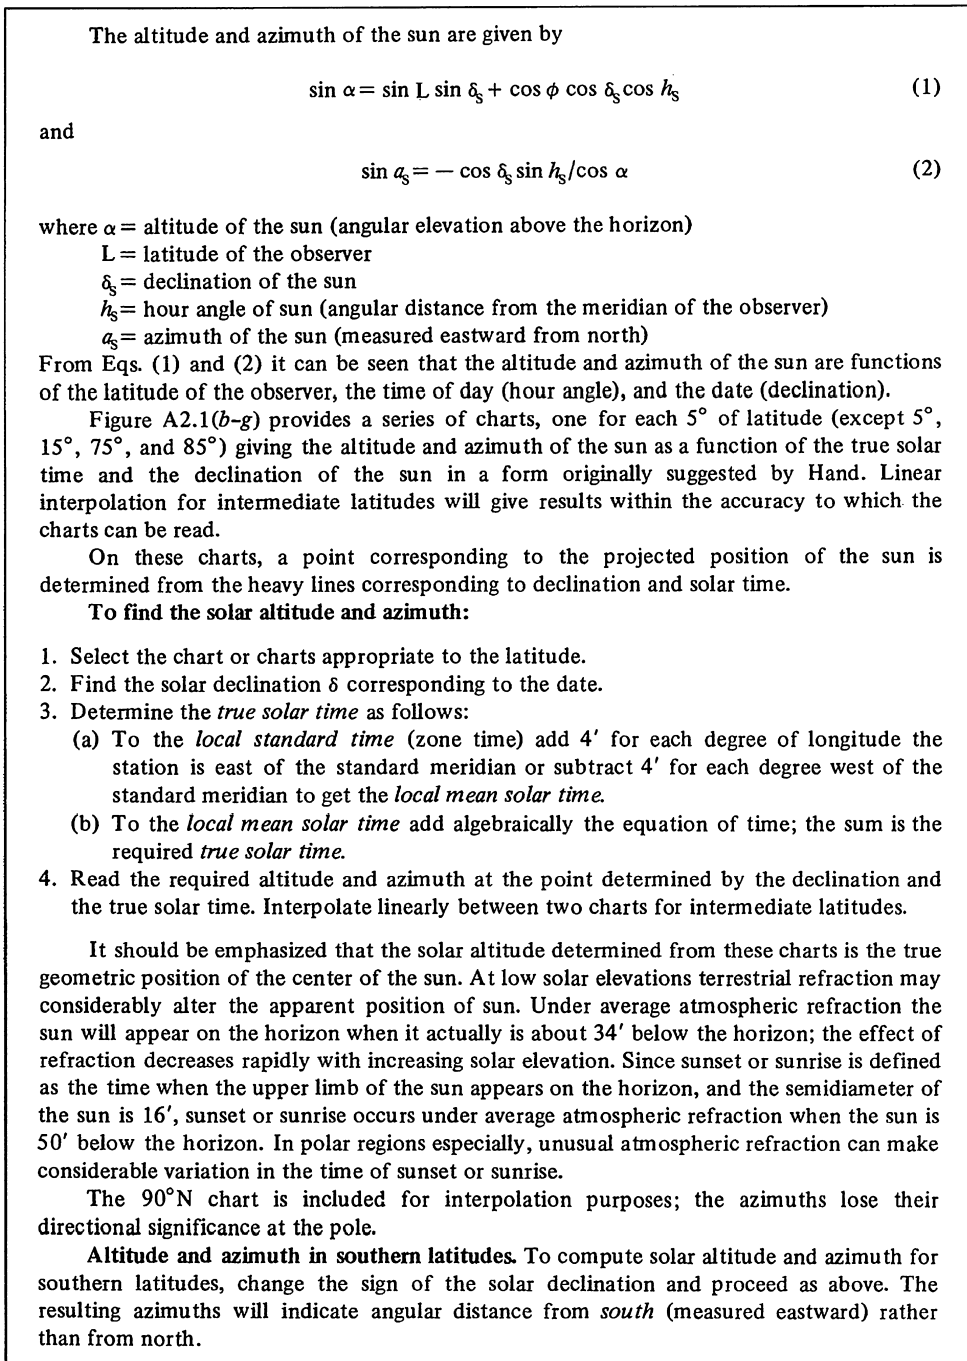 The altitude and azimuth of the sun are given by
sin α = sin L sin δs + cos ϕ cos δs cos hs (1)
and
sin as = − cos δs sin hs/cos α (2)
where α = altitude of the sun (angular elevation above the horizon)
L = latitude of the observer
δs = declination of the sun
hs = hour angle of sun (angular distance from the meridian of the observer)
as = azimuth of the sun (measured eastward from north)
From Eqs. (1) and (2) it can be seen that the altitude and azimuth of the sun are functions
of the latitude of the observer, the time of day (hour angle), and the date (declination).
Figure A2.1(b-g) provides a series of charts, one for each 5° of latitude (except 5°,
15°, 75°, and 85°) giving the altitude and azimuth of the sun as a function of the true solar
time and the declination of the sun in a form originally suggested by Hand. Linear
interpolation for intermediate latitudes will give results within the accuracy to which the
charts can be read.
On these charts, a point corresponding to the projected position of the sun is
determined from the heavy lines corresponding to declination and solar time.
To find the solar altitude and azimuth:
1. Select the chart or charts appropriate to the latitude.
2. Find the solar declination δ corresponding to the date.
3. Determine the true solar time as follows:
(a) To the local standard time (zone time) add 4′ for each degree of longitude the
station is east of the standard meridian or subtract 4′ for each degree west of the
standard meridian to get the local mean solar time.
(b) To the local mean solar time add algebraically the equation of time; the sum is the
required true solar time.
4. Read the required altitude and azimuth at the point determined by the declination and
the true solar time. Interpolate linearly between two charts for intermediate latitudes.
It should be emphasized that the solar altitude determined from these charts is the true
geometric position of the center of the sun. At low solar elevations terrestrial refraction may
considerably alter the apparent position of sun. Under average atmospheric refraction the
sun will appear on the horizon when it actually is about 34′ below the horizon; the effect of
refraction decreases rapidly with increasing solar elevation. Since sunset or sunrise is defined
as the time when the upper limb of the sun appears on the horizon, and the semidiameter of
the sun is 16′, sunset or sunrise occurs under average atmospheric refraction when the sun is
50′ below the horizon. In polar regions especially, unusual atmospheric refraction can make
considerable variation in the time of sunset or sunrise.
The 90°N chart is included for interpolation purposes; the azimuths lose their
directional significance at the pole.
Altitude and azimuth in southern latitudes. To compute solar altitude and azimuth for
southern latitudes, change the sign of the solar declination and proceed as above. The
resulting azimuths will indicate angular distance from south (measured eastward) rather
than from north.